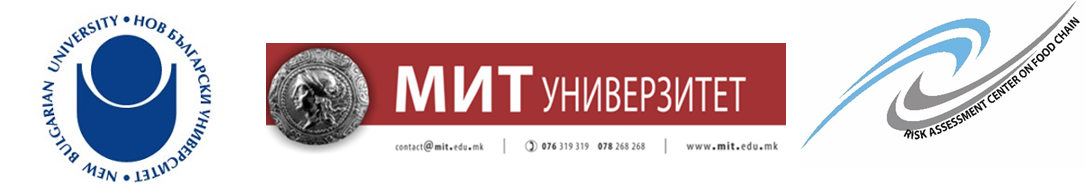 NEW BULGARIAN UNIVERSITY • НОВ БЪЛГАРСКИ УНИВЕРСИТЕТ •
МИТ УНИВЕРЗИТЕТ
contact@mit.edu.mk | 076 319 319 078 268 268 | www.mit.edu.mk
RISK ASSESSMENT CENTER ON FOOD CHAIN